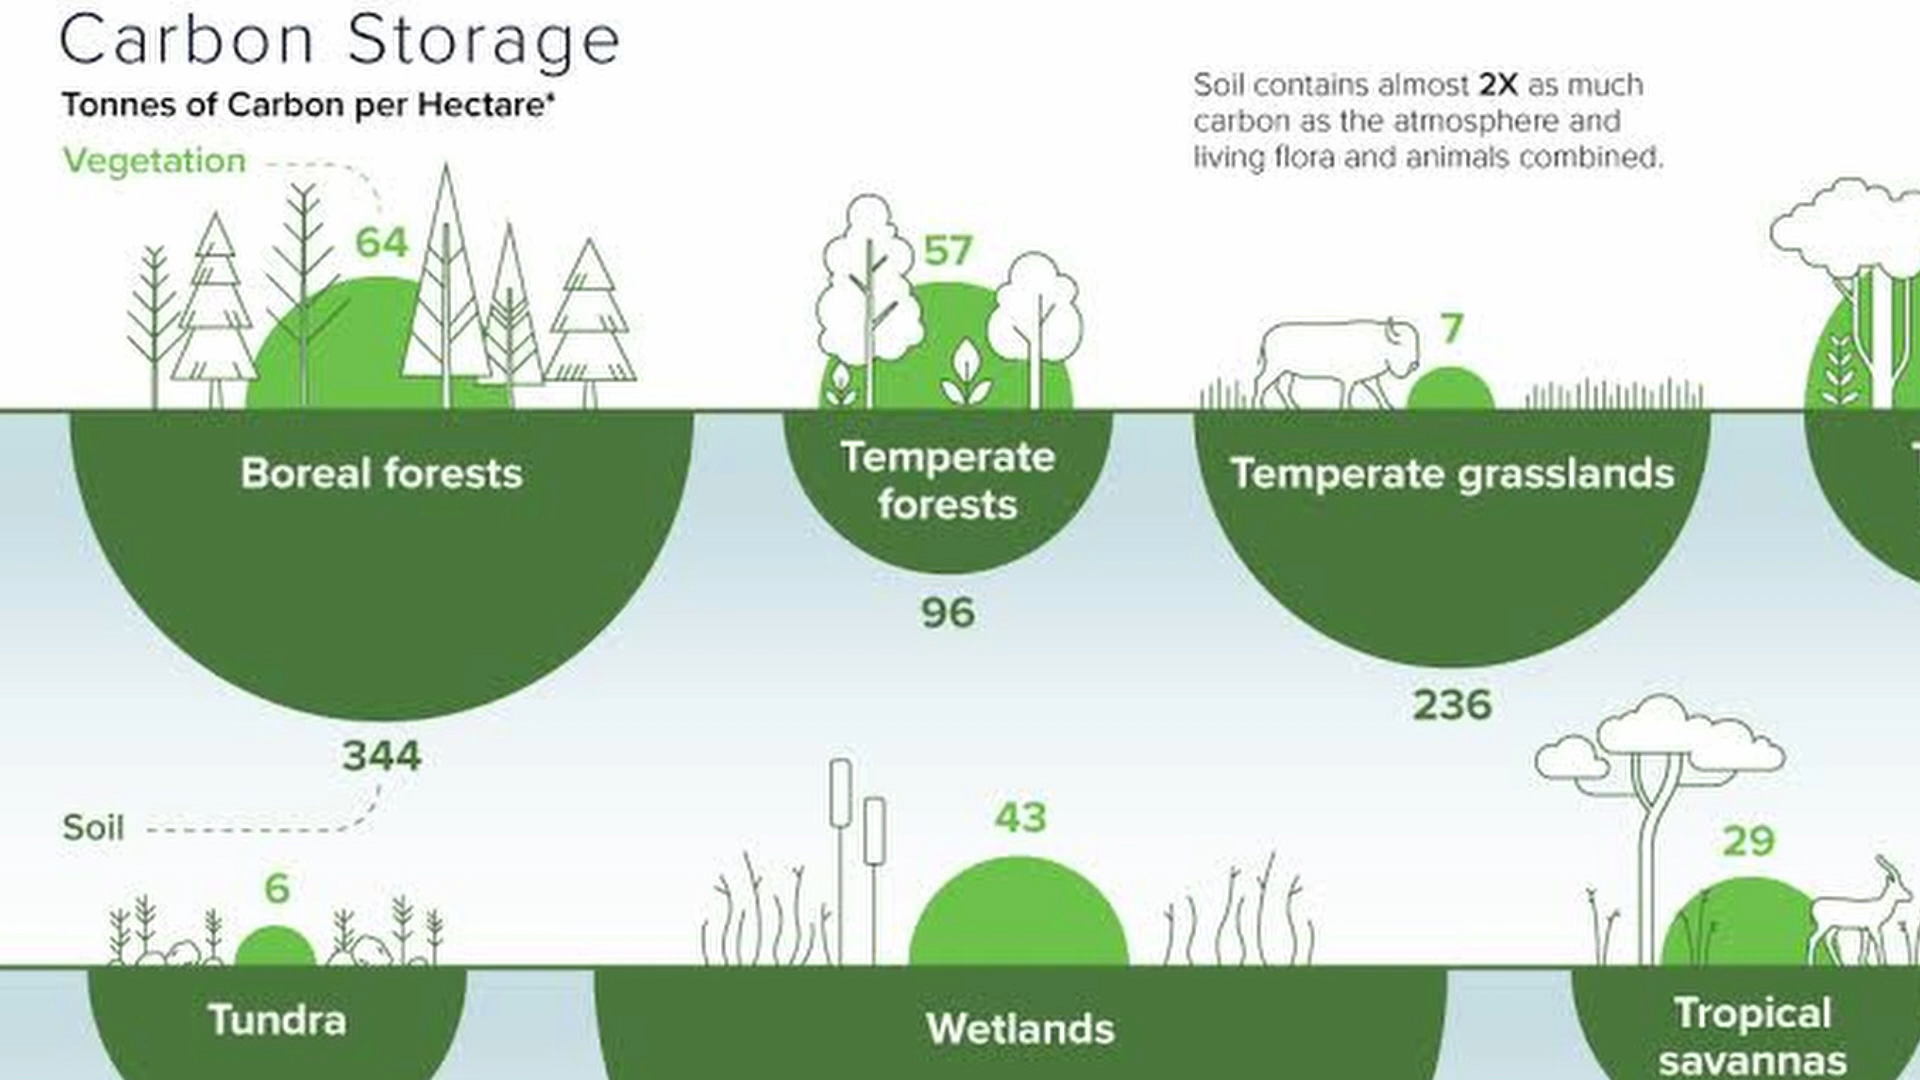 Carbon Storage
Tonnes of Carbon per Hectare*
Soil contains almost 2X as much
carbon as the atmosphere and
living flora and animals combined.
Vegetation
64
57
7
Boreal forests
Temperate
forests
Temperate grasslands
96
236
344
Soil
6
43
29
Tundra
Wetlands
Tropical
savannas